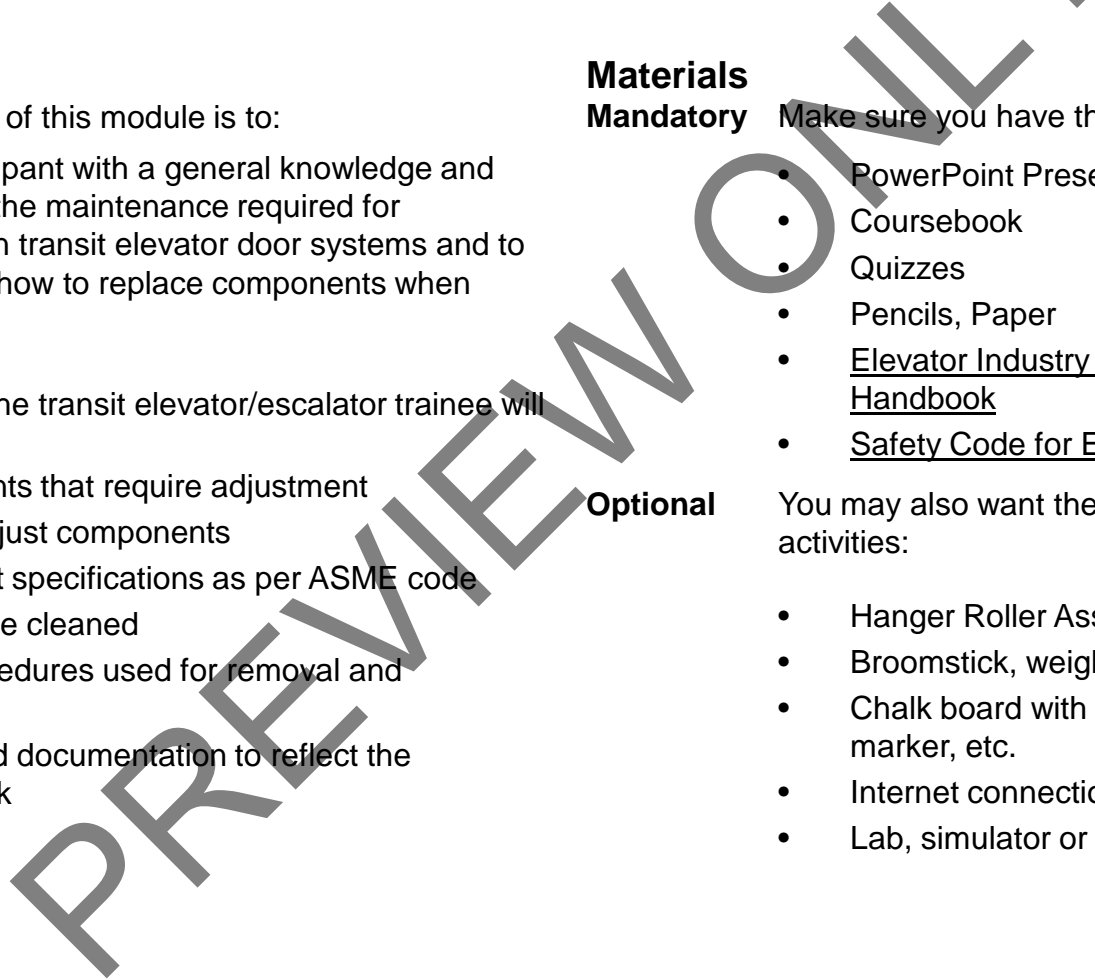 of this module is to:
pant with a general knowledge and
the maintenance required for
transit elevator door systems and to
how to replace components when
he transit elevator/escalator trainee will
nts that require adjustment
just components
t specifications as per ASME code
e cleaned
edures used for removal and
d documentation to reflect the
k
Materials
Mandatory Make sure you have th
• PowerPoint Prese
• Coursebook
• Quizzes
• Pencils, Paper
• Elevator Industry
Handbook
• Safety Code for E
Optional You may also want the
activities:
• Hanger Roller Ass
• Broomstick, weigh
• Chalk board with
marker, etc.
• Internet connectio
• Lab, simulator or
PREVIEW ONL